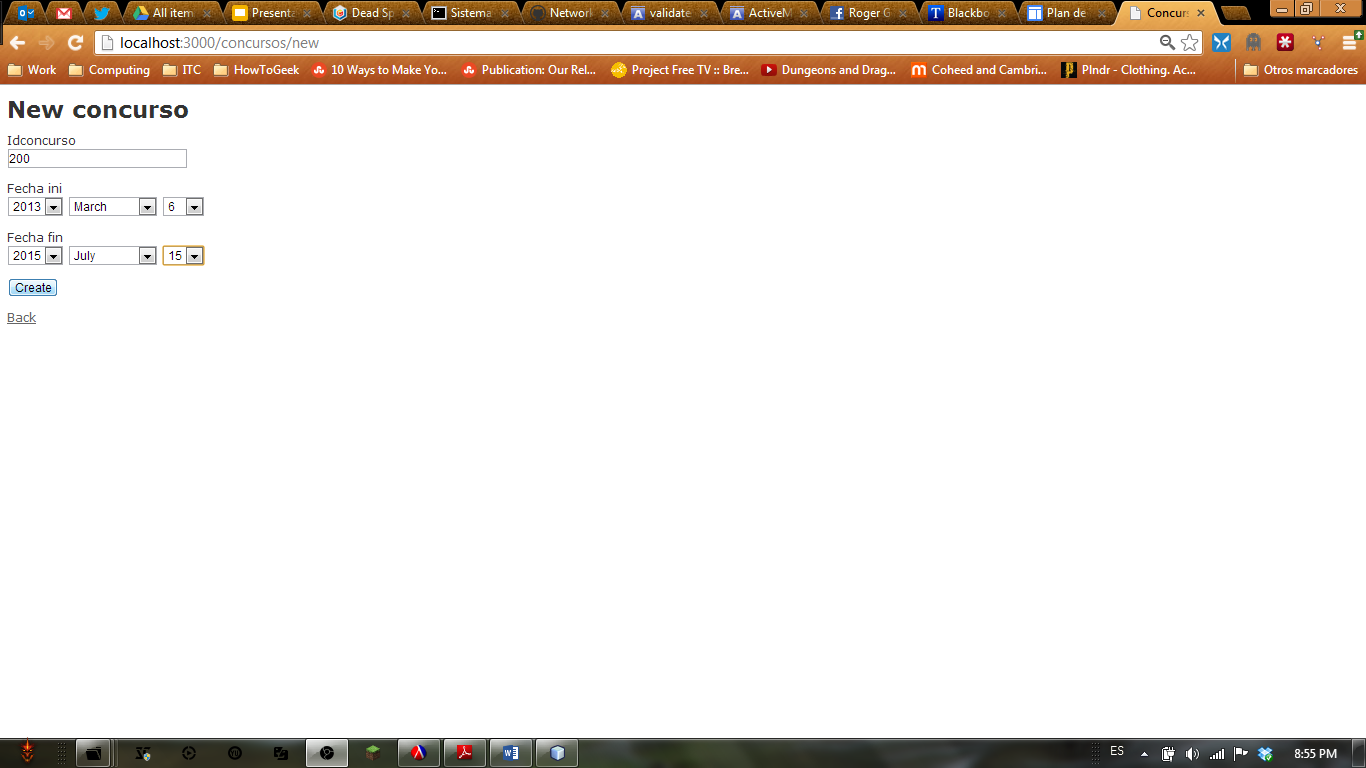 All item Presenta Dead Sp Sistema Network validate ActiveM Roger G Blackbo Plan de Concurs
localhost:3000/concursos/new
Work Computing ITC HowToGeek 10 Ways to Make Yo... Publication: Our Rel... Project Free TV :: Bre... Dungeons and Drag... Coheed and Cambri... Plndr - Clothing. Ac... Otros marcadores
New concurso
Idconcurso
200
Fecha ini
2013 March 6
Fecha fin
2015 July 15
Create
Back
ES 8:55 PM